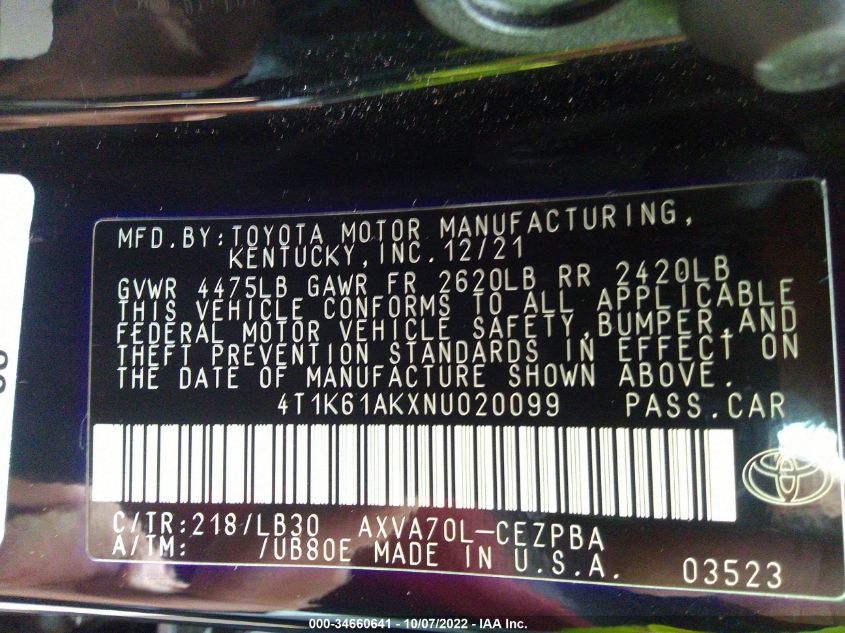 MFD.BY:TOYOTA MOTOR MANUFACTURING,
KENTUCKY,INC.12/21
GVWR 4475LB GAWR FR 2620LB RR 2420LB
THIS VEHICLE CONFORMS TO ALL APPLICABLE
FEDERAL MOTOR VEHICLE SAFETY,BUMPER,AND
THEFT PREVENTION STANDARDS IN EFFECT ON
THE DATE OF MANUFACTURE SHOWN ABOVE.
4T1K61AKXNU020099 PASS.CAR
C/TR:218/LB30 AXVA70L-CEZPBA
A/TM: /UB80E MADE IN U.S.A. 03523
000-34660641 - 10/07/2022 - IAA Inc.